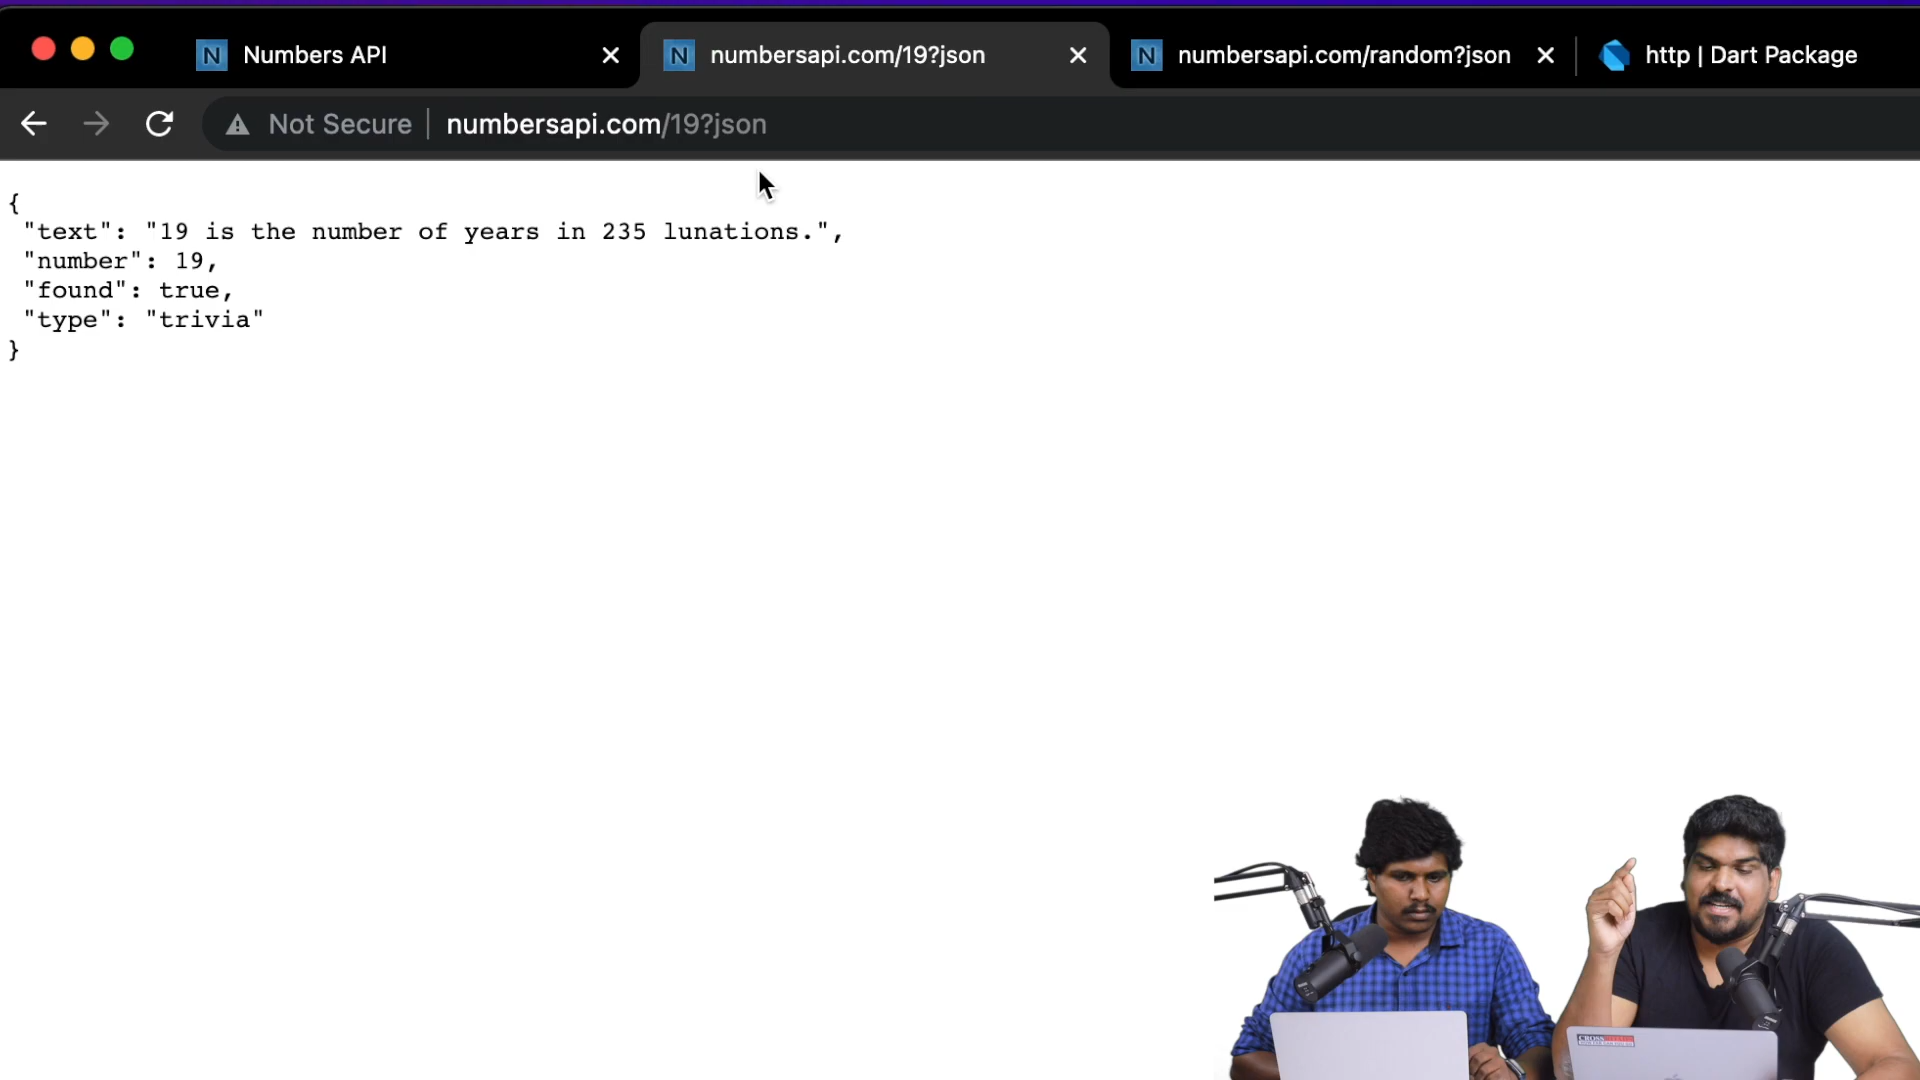 Numbers API
numbersapi.com/19?json
numbersapi.com/random?json
http | Dart Package
Not Secure numbersapi.com/19?json
{
"text": "19 is the number of years in 235 lunations.",
"number": 19,
"found": true,
"type": "trivia"
}
CROSS